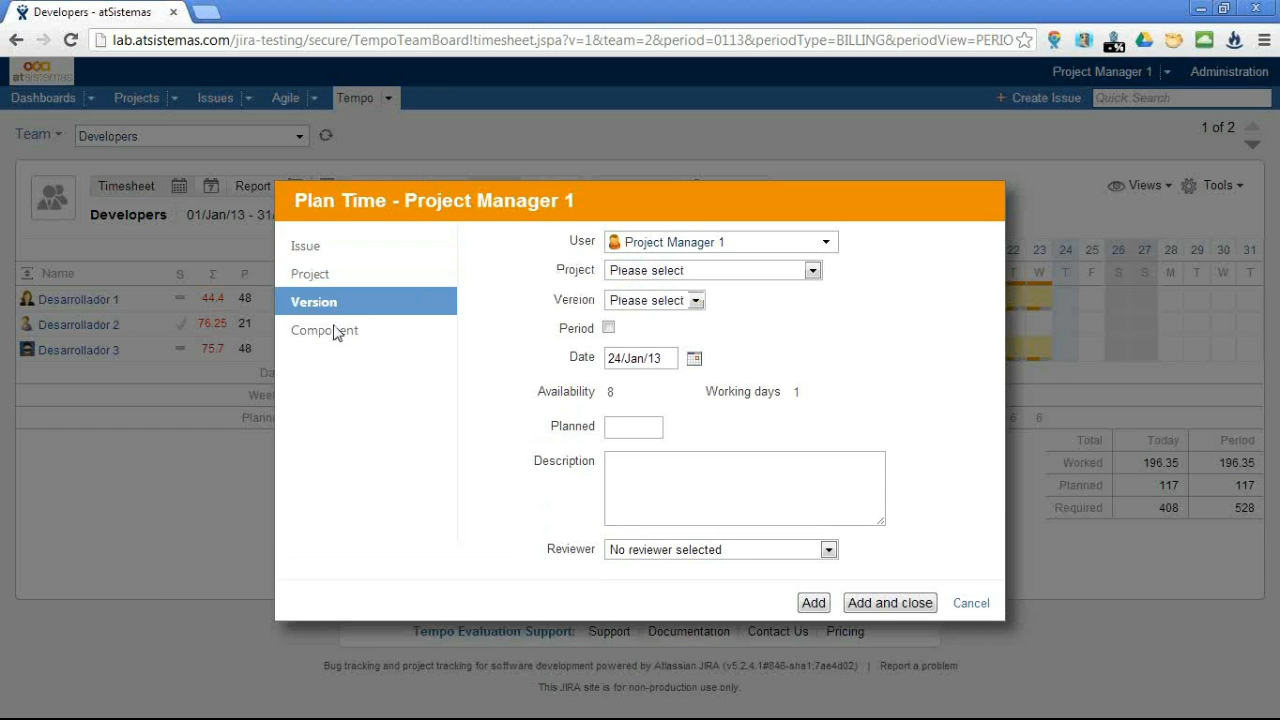 Developers - atSistemas
lab.atsistemas.com/jira-testing/secure/TempoTeamBoard!timesheet.jspa?v=1&team=2&period=0113&periodType=BILLING&periodView=PERIO
atsistemas
Project Manager 1 Administration
Dashboards Projects Issues Agile Tempo + Create Issue Quick Search
Team Developers 1 of 2
Timesheet 7 Report Views Tools
Developers 01/Jan/13 - 31/
Plan Time - Project Manager 1
Issue
Project
Version
Component
User Project Manager 1
Project Please select
Version Please select
Period
Date 24/Jan/13
Availability 8 Working days 1
Planned
Description
Reviewer No reviewer selected
Add Add and close Cancel
22 23 24 25 26 27 28 29 30 31
Name S Σ P T W T F S S M T W T
Desarrollador 1 44.4 48
Desarrollador 2 76.25 21
Desarrollador 3 75.7 48
Da
Wee
Planne 6 6
Total Today Period
Worked 196.35 196.35
Planned 117 117
Required 408 528
Tempo Evaluation Support: Support Documentation Contact Us Pricing
Bug tracking and project tracking for software development powered by Atlassian JIRA (v5.2.4.1#846-sha1:7ae4d02) | Report a problem
This JIRA site is for non-production use only.